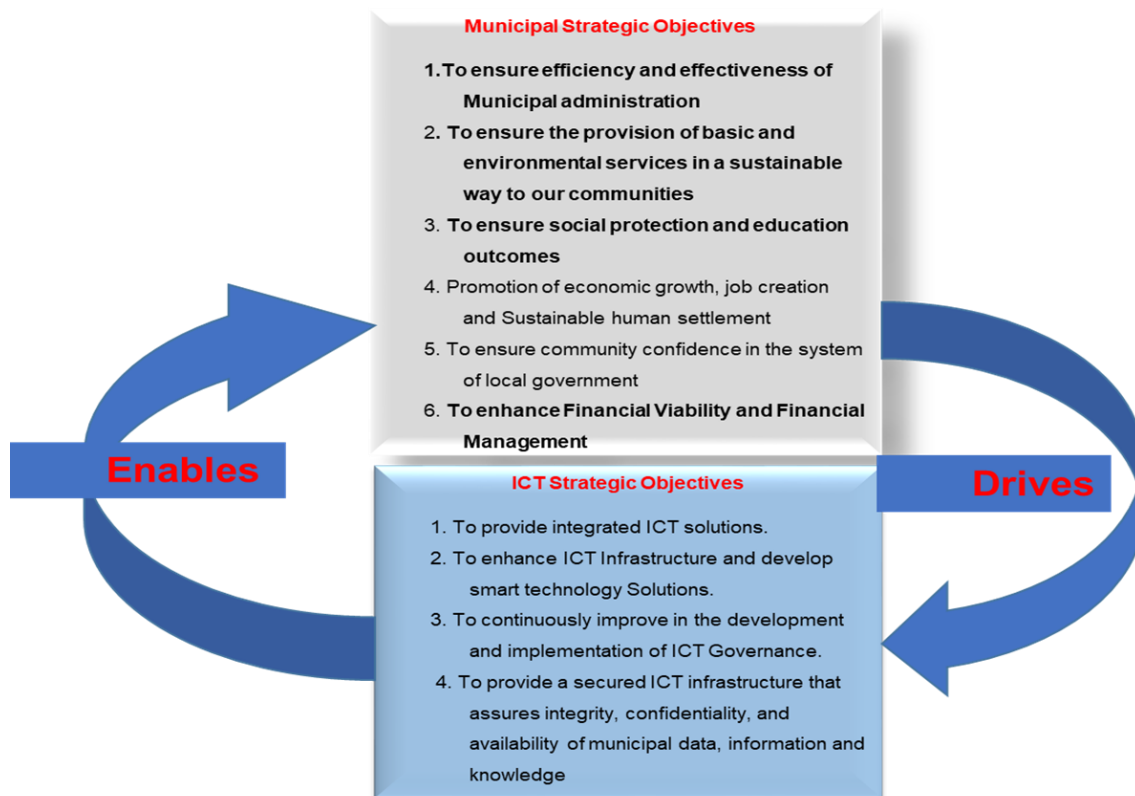 Municipal Strategic Objectives
1.To ensure efficiency and effectiveness of
Municipal administration
2. To ensure the provision of basic and
environmental services in a sustainable
way to our communities
3. To ensure social protection and education
outcomes
4. Promotion of economic growth, job creation
and Sustainable human settlement
5. To ensure community confidence in the system
of local government
6. To enhance Financial Viability and Financial
Management
Enables
Drives
ICT Strategic Objectives
1. To provide integrated ICT solutions.
2. To enhance ICT Infrastructure and develop
smart technology Solutions.
3. To continuously improve in the development
and implementation of ICT Governance.
4. To provide a secured ICT infrastructure that
assures integrity, confidentiality, and
availability of municipal data, information and
knowledge